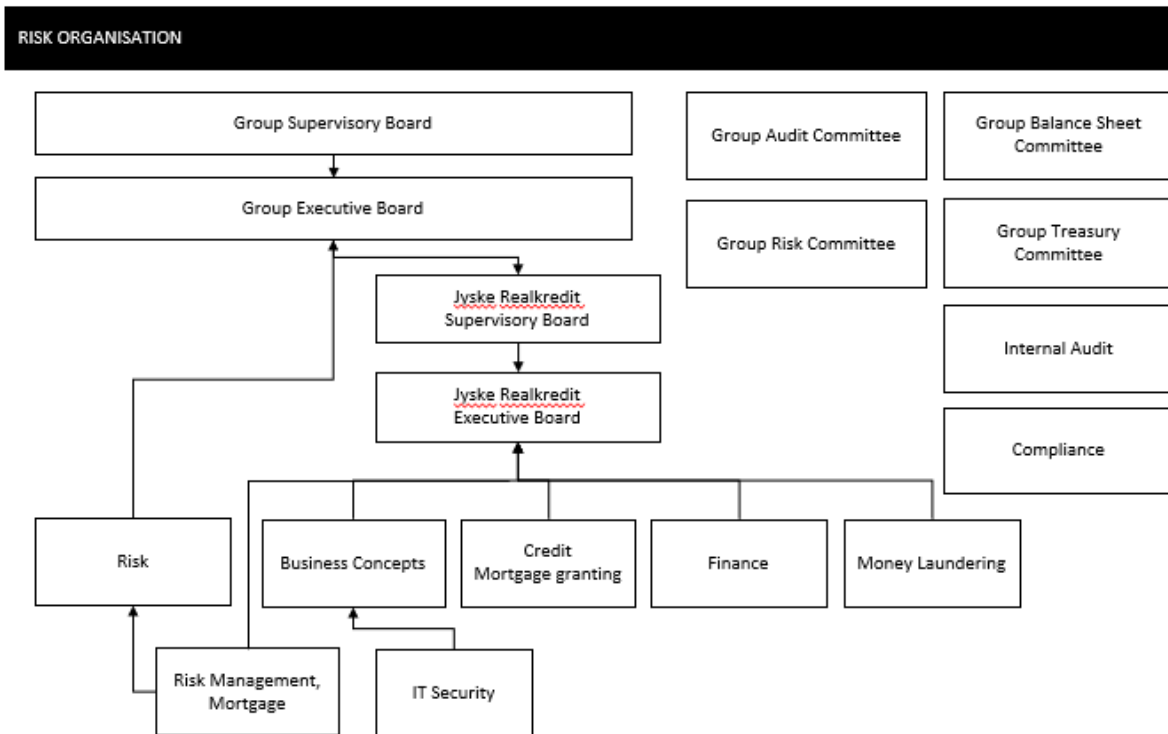 RISK ORGANISATION
Group Supervisory Board
Group Executive Board
Group Audit Committee
Group Balance Sheet
Committee
Group Risk Committee
Group Treasury
Committee
Jyske Realkredit
Supervisory Board
Internal Audit
Jyske Realkredit
Executive Board
Compliance
Risk
Business Concepts
Credit
Mortgage granting
Finance
Money Laundering
Risk Management,
Mortgage
IT Security